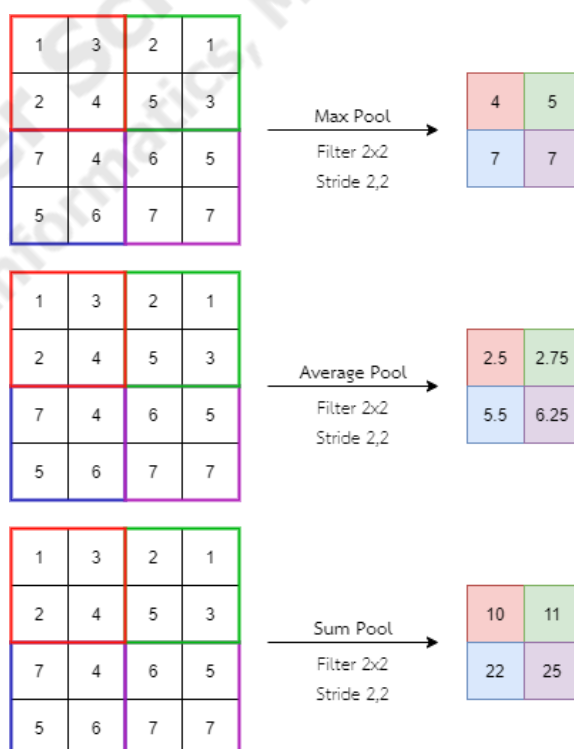 1 3 2 1
2 4 5 3
7 4 6 5
5 6 7 7
Max Pool
Filter 2x2
Stride 2,2
4 5
7 7
1 3 2 1
2 4 5 3
7 4 6 5
5 6 7 7
Average Pool
Filter 2x2
Stride 2,2
2.5 2.75
5.5 6.25
1 3 2 1
2 4 5 3
7 4 6 5
5 6 7 7
Sum Pool
Filter 2x2
Stride 2,2
10 11
22 25